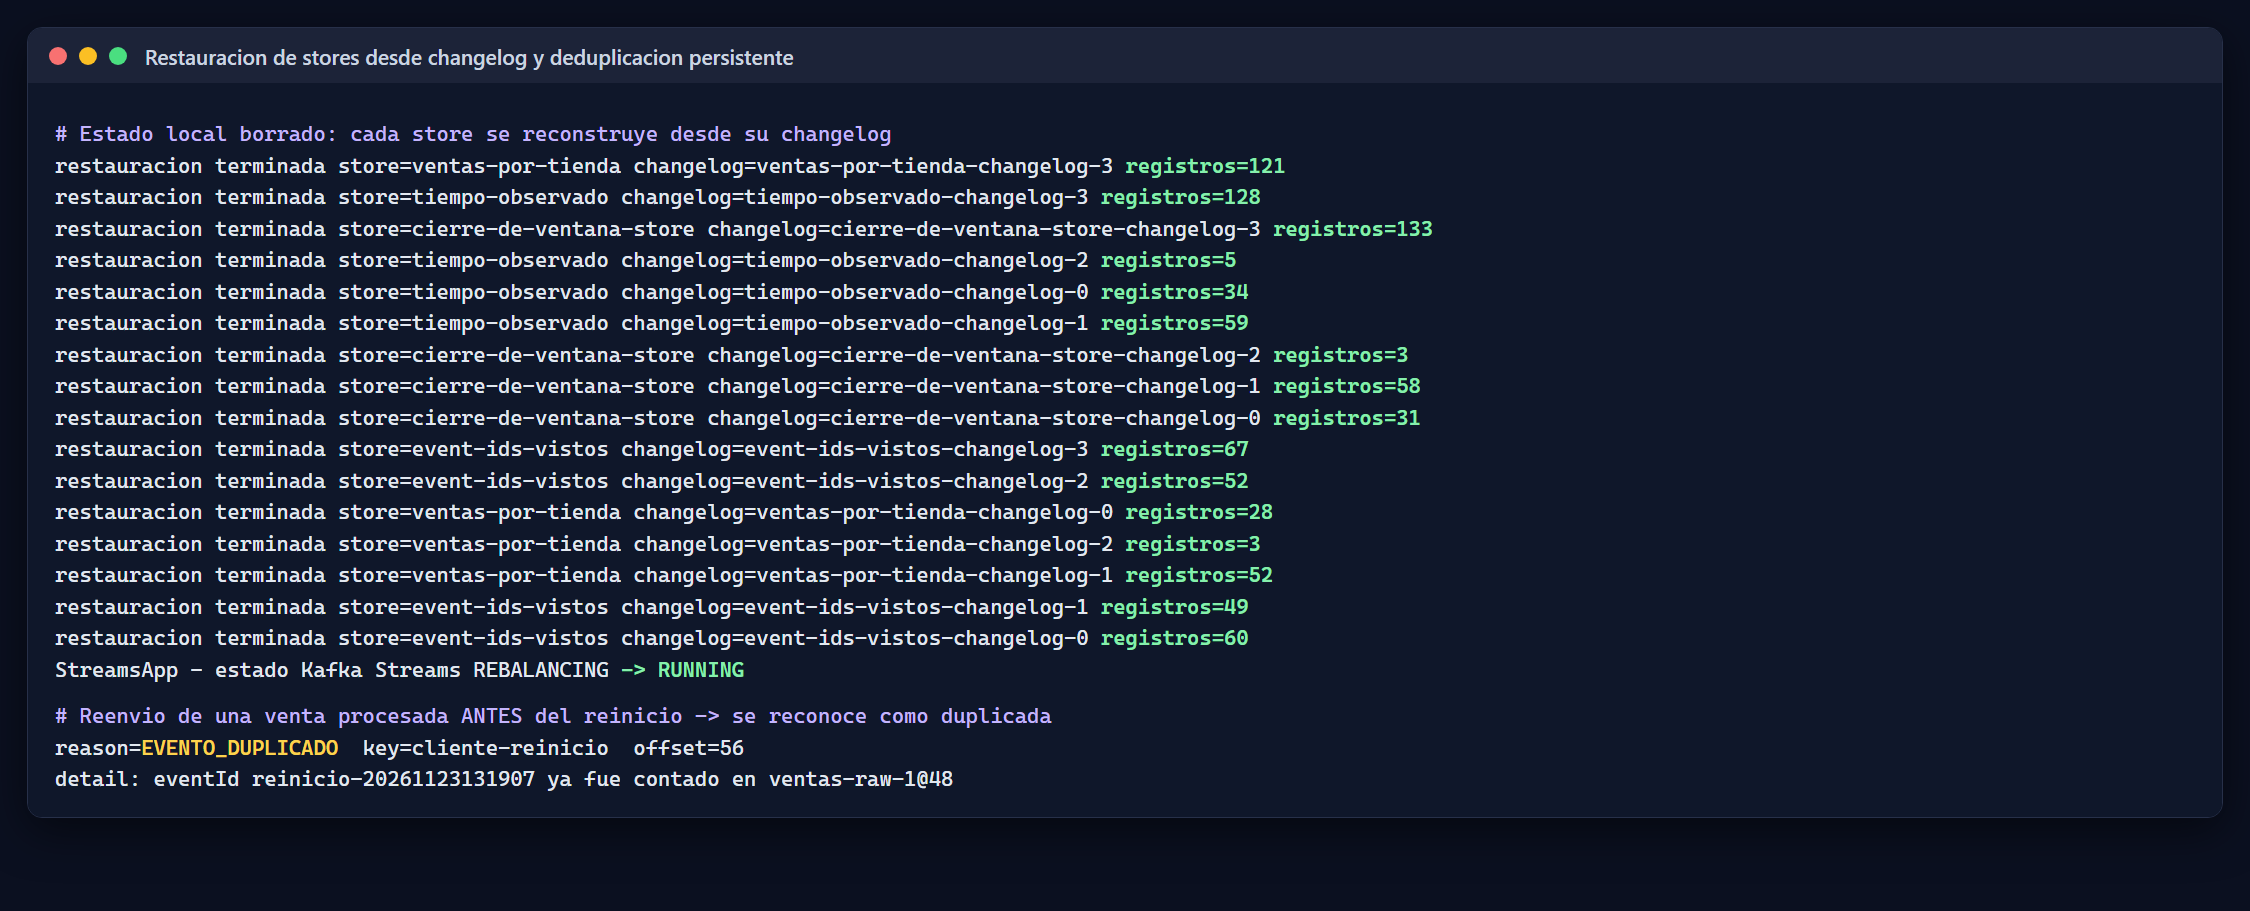 Restauracion de stores desde changelog y deduplicacion persistente
# Estado local borrado: cada store se reconstruye desde su changelog
restauracion terminada store=ventas-por-tienda changelog=ventas-por-tienda-changelog-3 registros=121
restauracion terminada store=tiempo-observado changelog=tiempo-observado-changelog-3 registros=128
restauracion terminada store=cierre-de-ventana-store changelog=cierre-de-ventana-store-changelog-3 registros=133
restauracion terminada store=tiempo-observado changelog=tiempo-observado-changelog-2 registros=5
restauracion terminada store=tiempo-observado changelog=tiempo-observado-changelog-0 registros=34
restauracion terminada store=tiempo-observado changelog=tiempo-observado-changelog-1 registros=59
restauracion terminada store=cierre-de-ventana-store changelog=cierre-de-ventana-store-changelog-2 registros=3
restauracion terminada store=cierre-de-ventana-store changelog=cierre-de-ventana-store-changelog-1 registros=58
restauracion terminada store=cierre-de-ventana-store changelog=cierre-de-ventana-store-changelog-0 registros=31
restauracion terminada store=event-ids-vistos changelog=event-ids-vistos-changelog-3 registros=67
restauracion terminada store=event-ids-vistos changelog=event-ids-vistos-changelog-2 registros=52
restauracion terminada store=ventas-por-tienda changelog=ventas-por-tienda-changelog-0 registros=28
restauracion terminada store=ventas-por-tienda changelog=ventas-por-tienda-changelog-2 registros=3
restauracion terminada store=ventas-por-tienda changelog=ventas-por-tienda-changelog-1 registros=52
restauracion terminada store=event-ids-vistos changelog=event-ids-vistos-changelog-1 registros=49
restauracion terminada store=event-ids-vistos changelog=event-ids-vistos-changelog-0 registros=60
StreamsApp - estado Kafka Streams REBALANCING -> RUNNING
# Reenvio de una venta procesada ANTES del reinicio -> se reconoce como duplicada
reason=EVENTO_DUPLICADO  key=cliente-reinicio  offset=56
detail: eventId reinicio-20261123131907 ya fue contado en ventas-raw-1@48